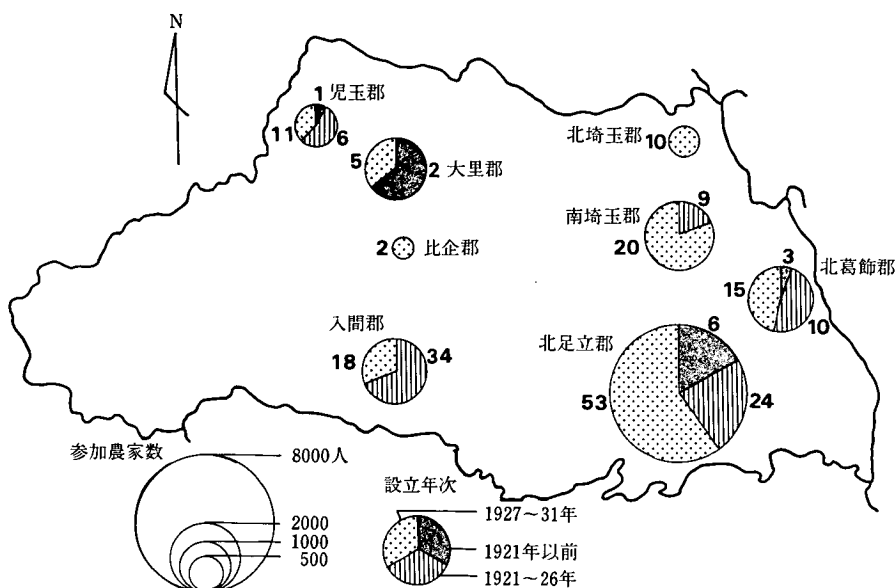 N
1 児玉郡
11
6
5
2 大里郡
北埼玉郡
10
南埼玉郡
9
20
2 比企郡
3 北葛飾郡
15
10
入間郡
18
34
北足立郡
6
53
24
参加農家数
8000人
2000
1000
500
設立年次
1927～31年
1921年以前
1921～26年